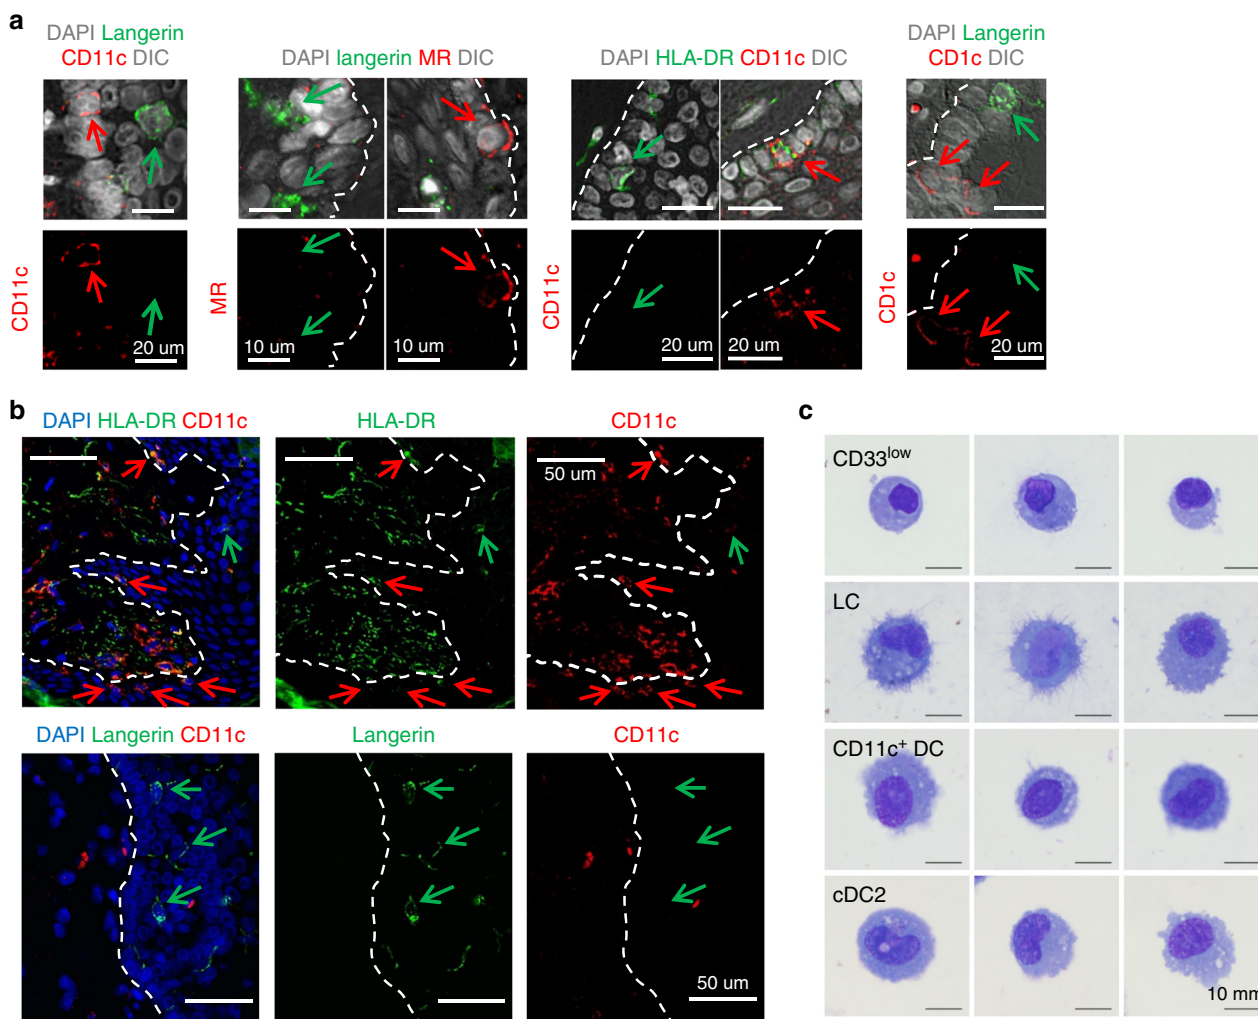 a
DAPI Langerin
CD11c DIC
DAPI langerin MR DIC
DAPI HLA-DR CD11c DIC
DAPI Langerin
CD1c DIC
CD11c
20 um
MR
10 um
10 um
CD11c
20 um
20 um
CD1c
20 um
b
DAPI HLA-DR CD11c
HLA-DR
CD11c
50 um
DAPI Langerin CD11c
Langerin
CD11c
50 um
c
CD33low
LC
CD11c+ DC
cDC2
10 mm